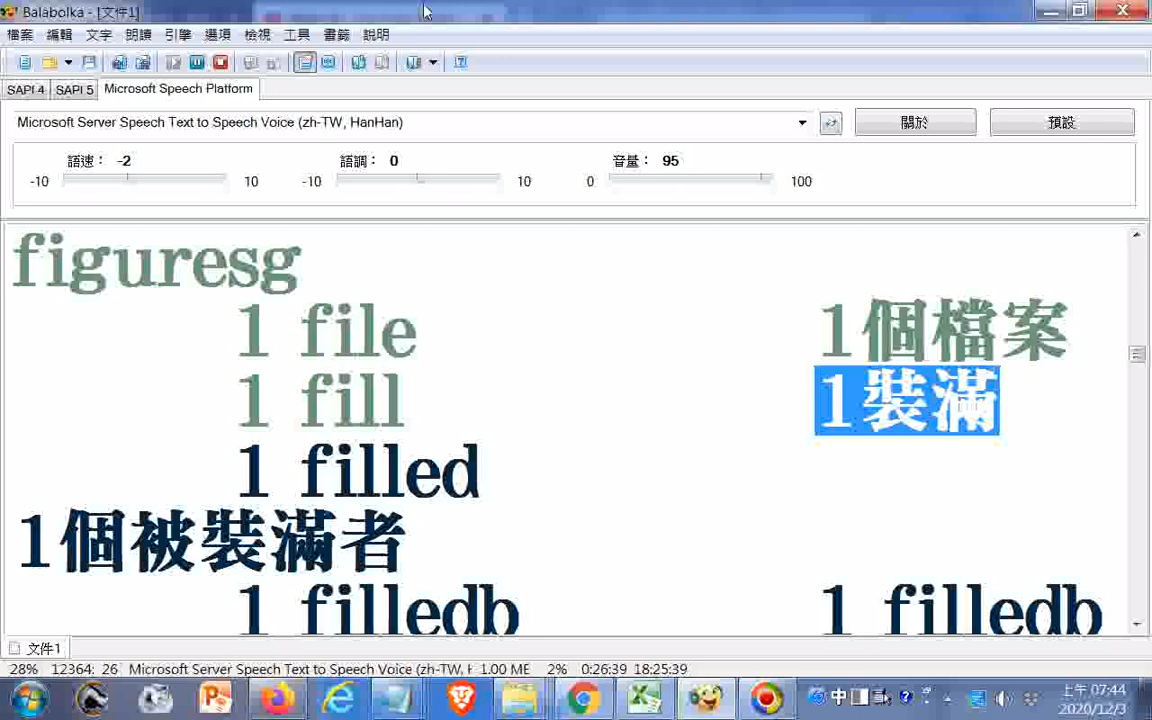 Balabolka - [文件1]
檔案 編輯 文字 朗讀 引擎 選項 檢視 工具 書籤 說明
SAPI 4 SAPI 5 Microsoft Speech Platform
Microsoft Server Speech Text to Speech Voice (zh-TW, HanHan) 關於 預設
語速： -2 語調： 0 音量： 95
-10 10 -10 10 0 100
figuresg
1 file 1個檔案
1 fill 1裝滿
1 filled
1個被裝滿者
1 filledb 1 filledb
文件1
28% 12364: 26 Microsoft Server Speech Text to Speech Voice (zh-TW, H 1.00 ME 2% 0:26:39 18:25:39
中 上午 07:44
2020/12/3